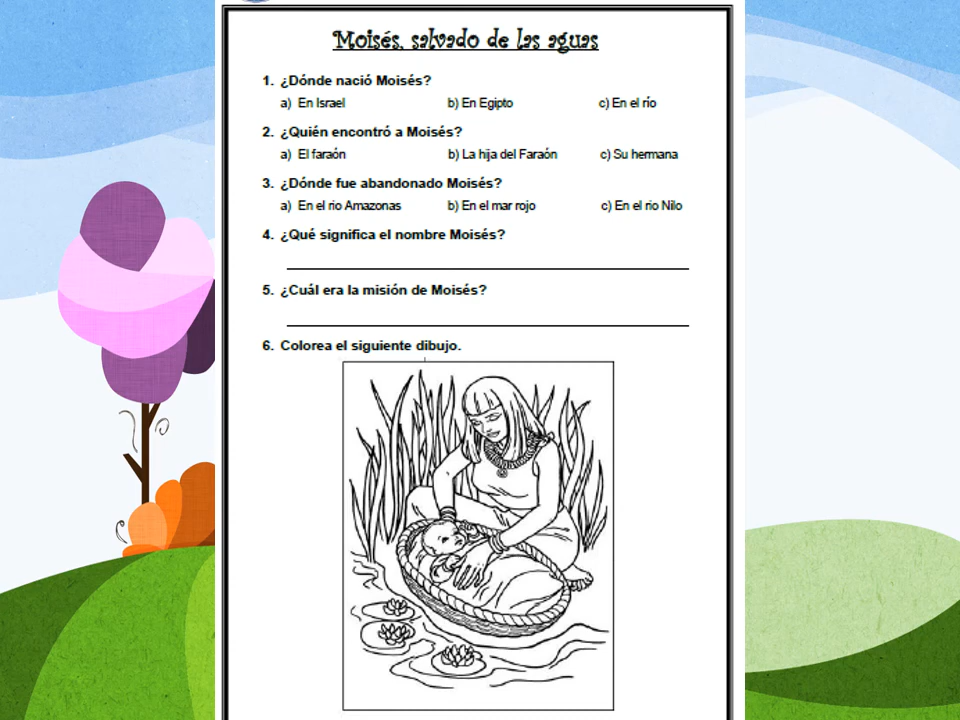 Moisés, salvado de las aguas
1. ¿Dónde nació Moisés?
a) En Israel b) En Egipto c) En el río
2. ¿Quién encontró a Moisés?
a) El faraón b) La hija del Faraón c) Su hermana
3. ¿Dónde fue abandonado Moisés?
a) En el rio Amazonas b) En el mar rojo c) En el rio Nilo
4. ¿Qué significa el nombre Moisés?
5. ¿Cuál era la misión de Moisés?
6. Colorea el siguiente dibujo.